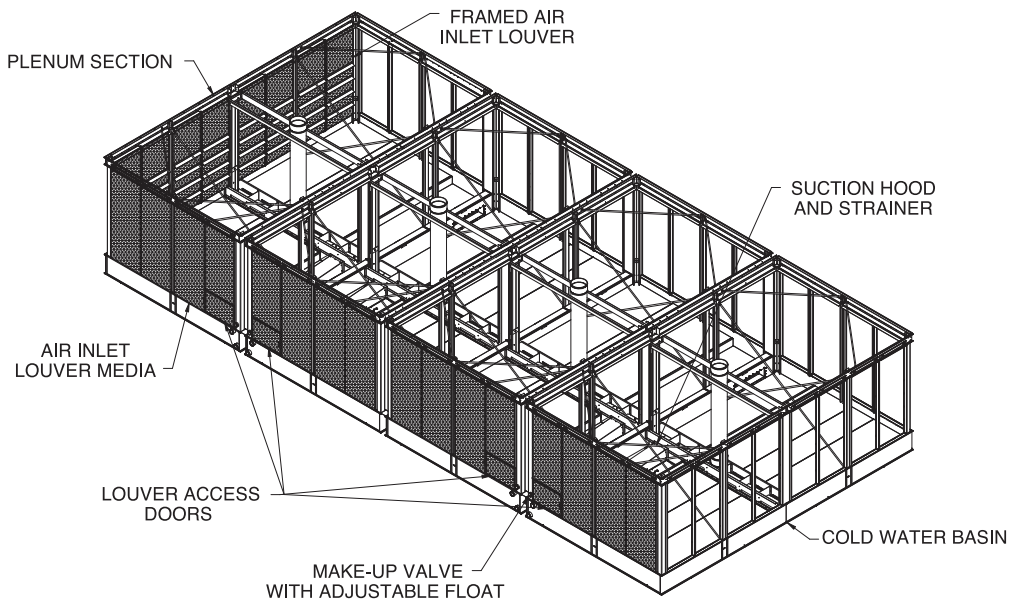 FRAMED AIR
INLET LOUVER
PLENUM SECTION
SUCTION HOOD
AND STRAINER
AIR INLET
LOUVER MEDIA
LOUVER ACCESS
DOORS
COLD WATER BASIN
MAKE-UP VALVE
WITH ADJUSTABLE FLOAT